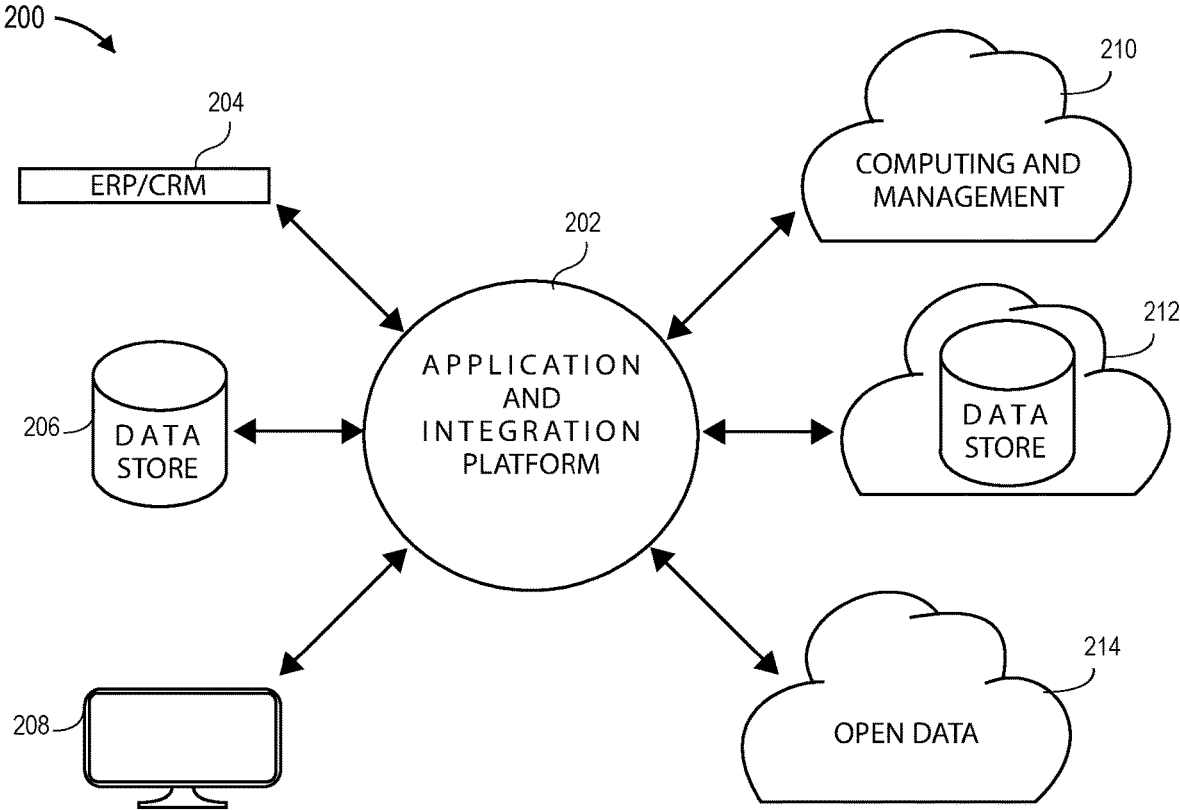 200
204
ERP/CRM
210
COMPUTING AND
MANAGEMENT
202
APPLICATION
AND
INTEGRATION
PLATFORM
206
DATA
STORE
212
DATA
STORE
208
214
OPEN DATA